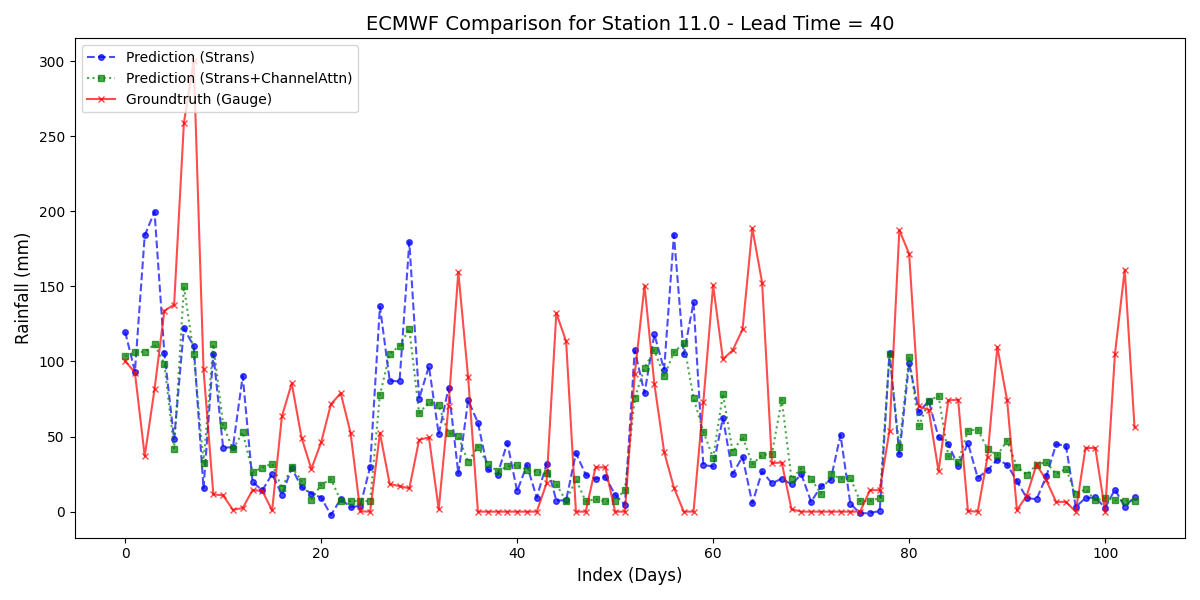 ECMWF Comparison for Station 11.0 - Lead Time = 40
Prediction (Strans)
Prediction (Strans+ChannelAttn)
Groundtruth (Gauge)
Rainfall (mm)
300
250
200
150
100
50
0
0 20 40 60 80 100
Index (Days)